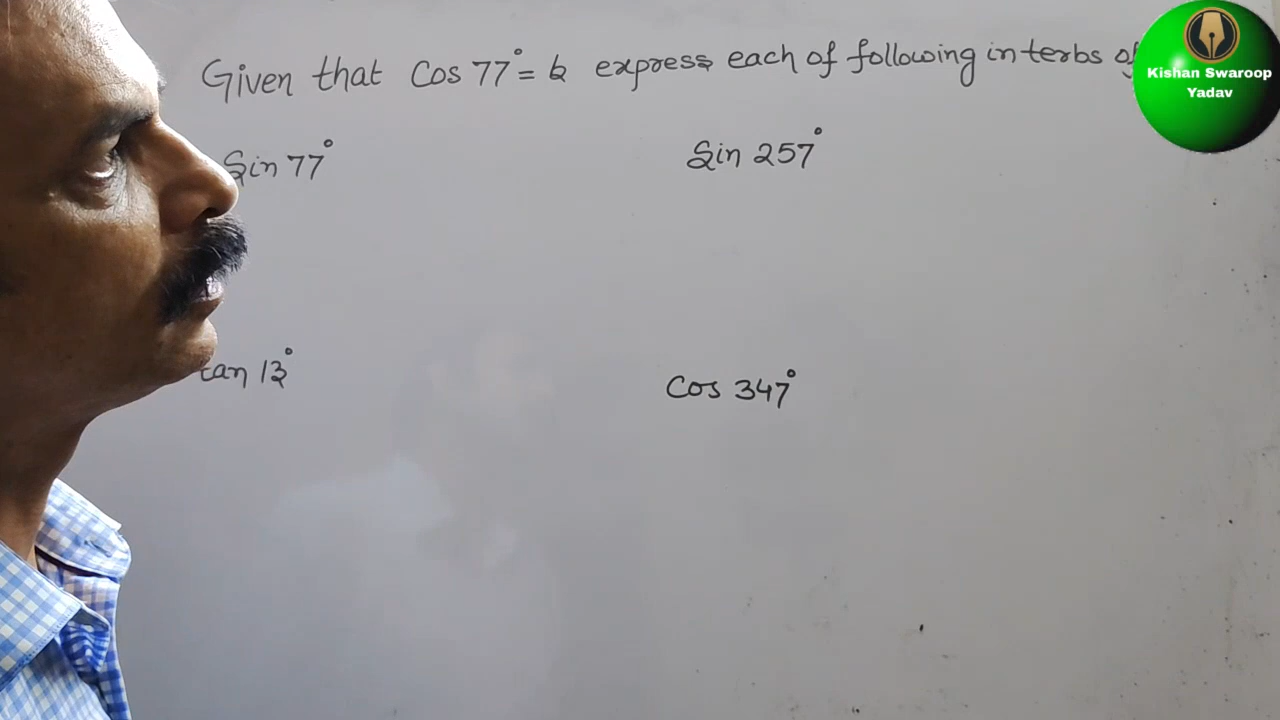 Given that Cos 77° = k express each of following in terbs of
Kishan Swaroop
Yadav
Sin 77°
Sin 257°
tan 13°
Cos 347°